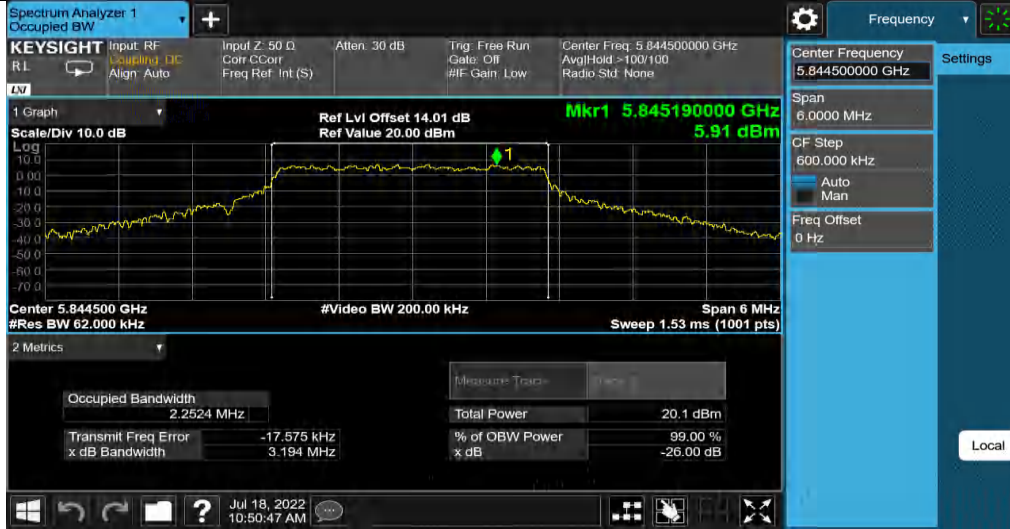 Spectrum Analyzer 1
Occupied BW
Frequency
KEYSIGHT
RL
LXI
Input: RF
Coupling: DC
Align: Auto
Input Z: 50 Ω
Corr CCorr
Freq Ref: Int (S)
Atten: 30 dB
Trig: Free Run
Gate: Off
#IF Gain: Low
Center Freq: 5.844500000 GHz
Avg|Hold >100/100
Radio Std: None
Center Frequency
5.844500000 GHz
Settings
Span
6.0000 MHz
CF Step
600.000 kHz
Auto
Man
Freq Offset
0 Hz
Local
1 Graph
Scale/Div 10.0 dB
Ref Lvl Offset 14.01 dB
Ref Value 20.00 dBm
Mkr1 5.845190000 GHz
5.91 dBm
Log
10.0
0.00
-10.0
-20.0
-30.0
-40.0
-50.0
-60.0
-70.0
1
Center 5.844500 GHz
#Video BW 200.00 kHz
Span 6 MHz
#Res BW 62.000 kHz
Sweep 1.53 ms (1001 pts)
2 Metrics
Measure Trace
Occupied Bandwidth
2.2524 MHz
Total Power
20.1 dBm
Transmit Freq Error
-17.575 kHz
% of OBW Power
99.00 %
x dB Bandwidth
3.194 MHz
x dB
-26.00 dB
?
Jul 18, 2022
10:50:47 AM